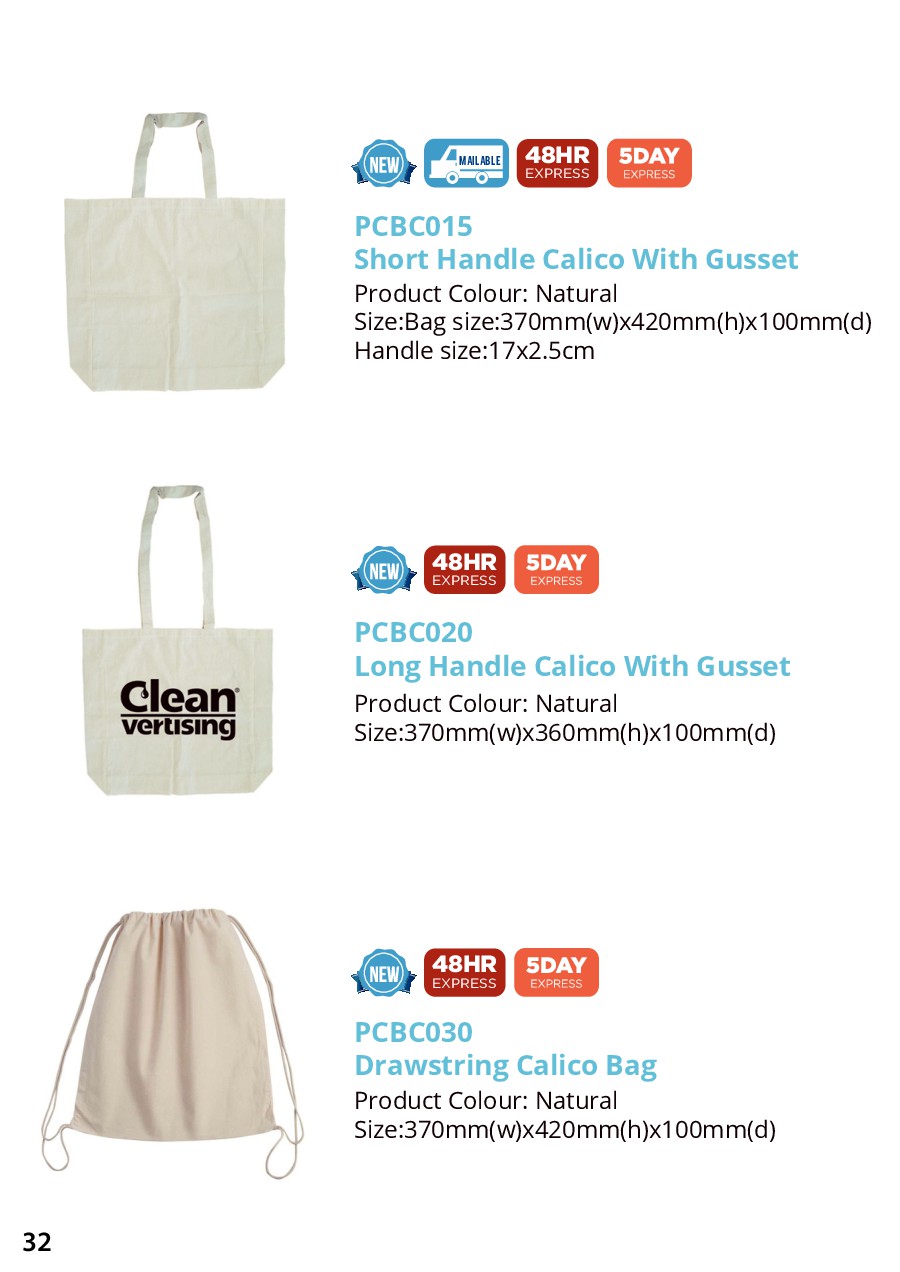 NEW
MAILABLE
48HR
EXPRESS
5DAY
EXPRESS
PCBC015
Short Handle Calico With Gusset
Product Colour: Natural
Size:Bag size:370mm(w)x420mm(h)x100mm(d)
Handle size:17x2.5cm
NEW
48HR
EXPRESS
5DAY
EXPRESS
PCBC020
Long Handle Calico With Gusset
Product Colour: Natural
Size:370mm(w)x360mm(h)x100mm(d)
Clean®
vertising
NEW
48HR
EXPRESS
5DAY
EXPRESS
PCBC030
Drawstring Calico Bag
Product Colour: Natural
Size:370mm(w)x420mm(h)x100mm(d)
32